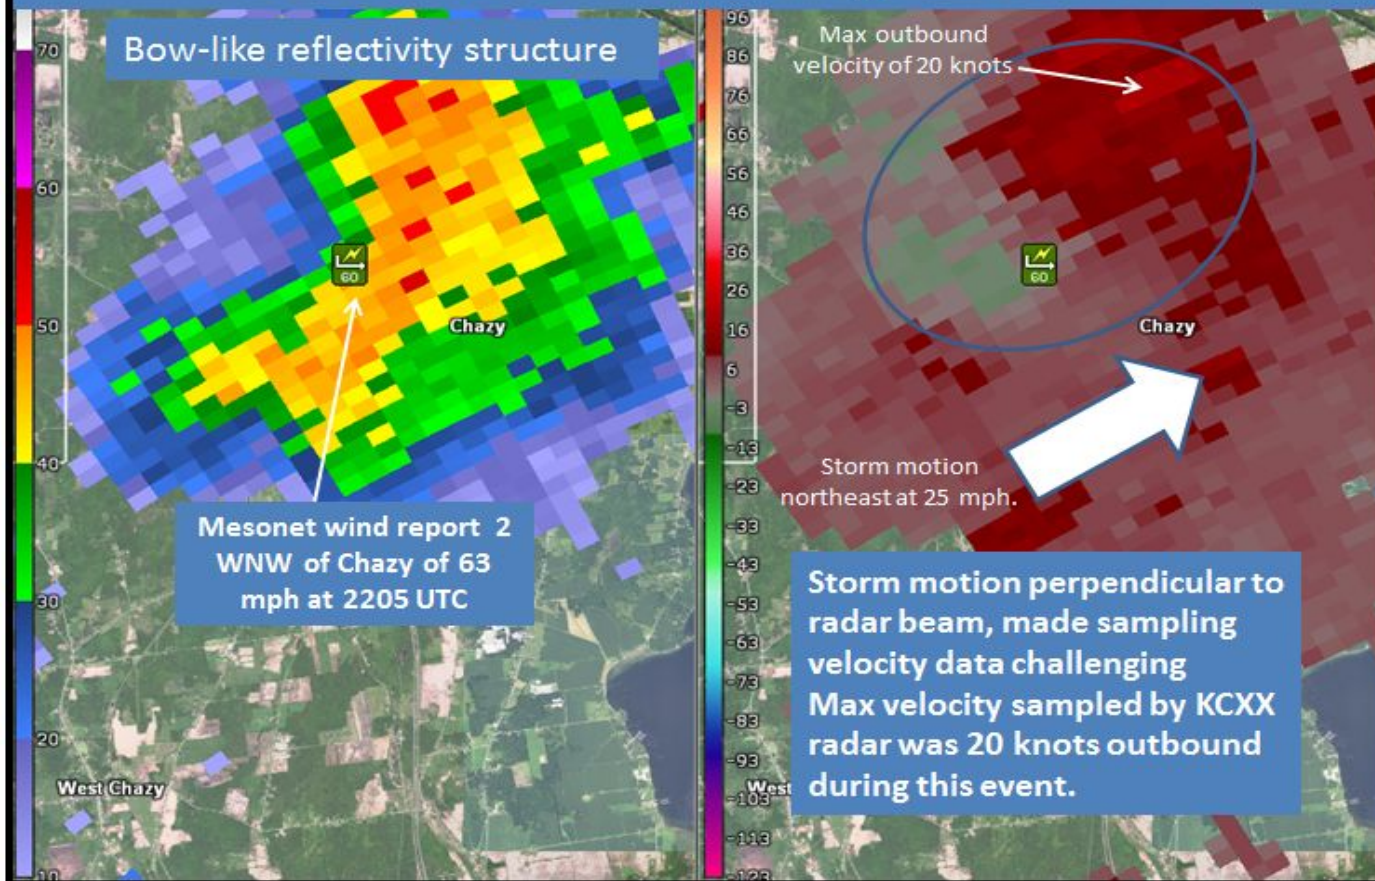 Bow-like reflectivity structure
70
60
50
40
30
20
10
60
Chazy
Mesonet wind report 2
WNW of Chazy of 63
mph at 2205 UTC
West Chazy
96
86
76
66
56
46
36
26
16
6
-3
-13
-23
-33
-43
-53
-63
-73
-83
-93
-103
-113
-123
Max outbound
velocity of 20 knots
60
Chazy
Storm motion
northeast at 25 mph.
Storm motion perpendicular to
radar beam, made sampling
velocity data challenging
Max velocity sampled by KCXX
radar was 20 knots outbound
during this event.
West